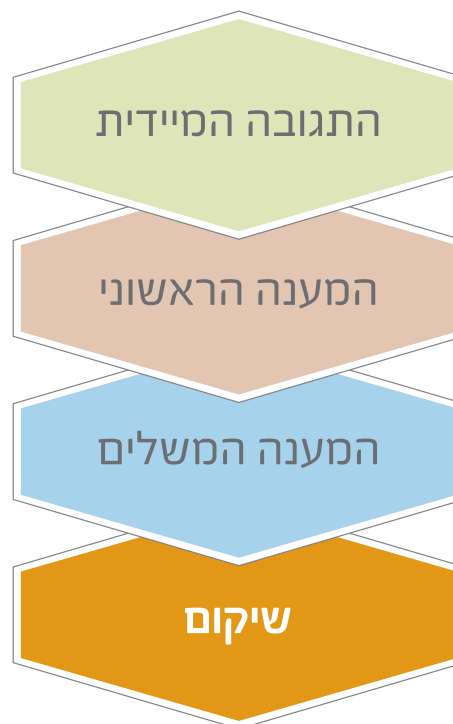 התגובה המיידית
המענה הראשוני
המענה המשלים
שיקום